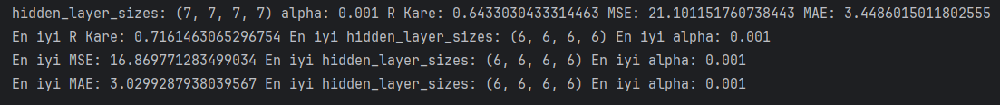 hidden_layer_sizes: (7, 7, 7, 7) alpha: 0.001 R Kare: 0.6433030433314463 MSE: 21.101151760738443 MAE: 3.4486015011802555
En iyi R Kare: 0.7161463065296754 En iyi hidden_layer_sizes: (6, 6, 6, 6) En iyi alpha: 0.001
En iyi MSE: 16.869771283499034 En iyi hidden_layer_sizes: (6, 6, 6, 6) En iyi alpha: 0.001
En iyi MAE: 3.0299287938039567 En iyi hidden_layer_sizes: (6, 6, 6, 6) En iyi alpha: 0.001